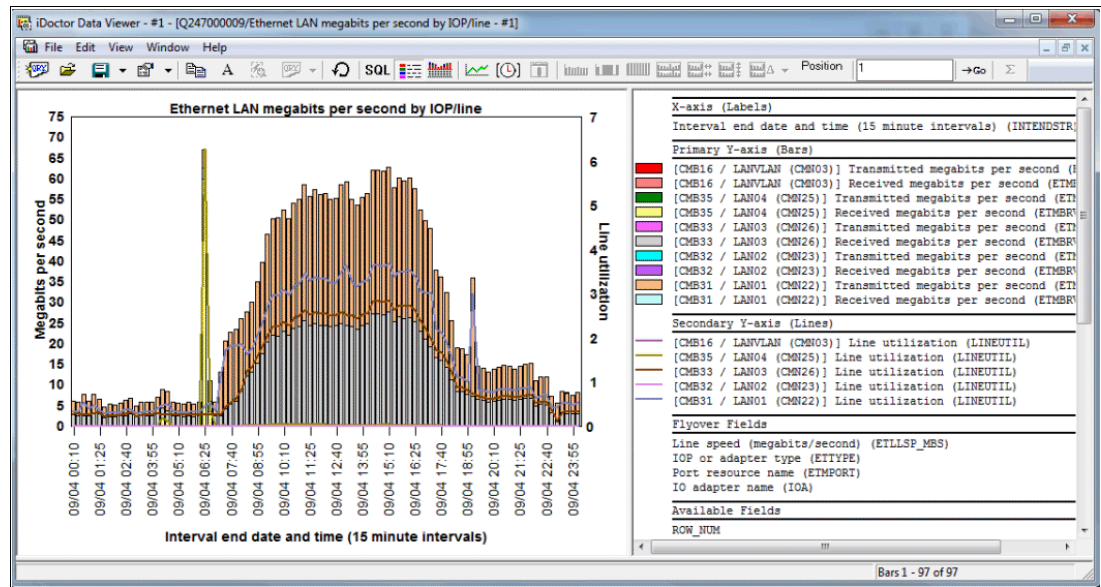 iDoctor Data Viewer - #1 - [Q247000009/Ethernet LAN megabits per second by IOP/line - #1]
File Edit View Window Help
SQL Position 1 Go Σ
Ethernet LAN megabits per second by IOP/line
75
70
65
60
55
50
45
40
35
30
25
20
15
10
5
0
Megabits per second
7
6
5
4
3
2
1
0
Line utilization
09/04 00:10
09/04 01:25
09/04 02:40
09/04 03:55
09/04 05:10
09/04 06:25
09/04 07:40
09/04 08:55
09/04 10:10
09/04 11:25
09/04 12:40
09/04 13:55
09/04 15:10
09/04 16:25
09/04 17:40
09/04 18:55
09/04 20:10
09/04 21:25
09/04 22:40
09/04 23:55
Interval end date and time (15 minute intervals)
X-axis (Labels)
Interval end date and time (15 minute intervals) (INTENDSTR)
Primary Y-axis (Bars)
[CMB16 / LANVLAN (CMN03)] Transmitted megabits per second (
[CMB16 / LANVLAN (CMN03)] Received megabits per second (ETM
[CMB35 / LAN04 (CMN25)] Transmitted megabits per second (ET
[CMB35 / LAN04 (CMN25)] Received megabits per second (ETMBR
[CMB33 / LAN03 (CMN26)] Transmitted megabits per second (ET
[CMB33 / LAN03 (CMN26)] Received megabits per second (ETMBR
[CMB32 / LAN02 (CMN23)] Transmitted megabits per second (ET
[CMB32 / LAN02 (CMN23)] Received megabits per second (ETMBR
[CMB31 / LAN01 (CMN22)] Transmitted megabits per second (ET
[CMB31 / LAN01 (CMN22)] Received megabits per second (ETMBR
Secondary Y-axis (Lines)
[CMB16 / LANVLAN (CMN03)] Line utilization (LINEUTIL)
[CMB35 / LAN04 (CMN25)] Line utilization (LINEUTIL)
[CMB33 / LAN03 (CMN26)] Line utilization (LINEUTIL)
[CMB32 / LAN02 (CMN23)] Line utilization (LINEUTIL)
[CMB31 / LAN01 (CMN22)] Line utilization (LINEUTIL)
Flyover Fields
Line speed (megabits/second) (ETLLSP_MBS)
IOP or adapter type (ETTYPE)
Port resource name (ETMPORT)
IO adapter name (IOA)
Available Fields
ROW_NUM
Bars 1 - 97 of 97